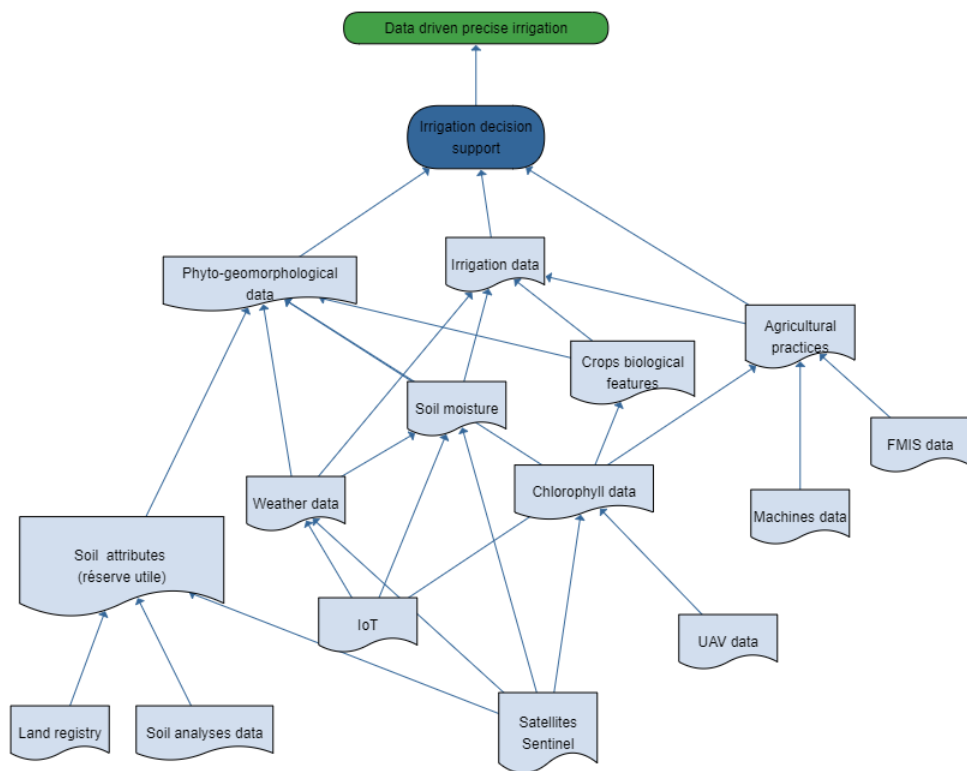 Data driven precise irrigation
Irrigation decision
support
Phyto-geomorphological
data
Irrigation data
Agricultural
practices
Crops biological
features
Soil moisture
FMIS data
Weather data
Chlorophyll data
Machines data
Soil attributes
(réserve utile)
IoT
UAV data
Land registry
Soil analyses data
Satellites
Sentinel